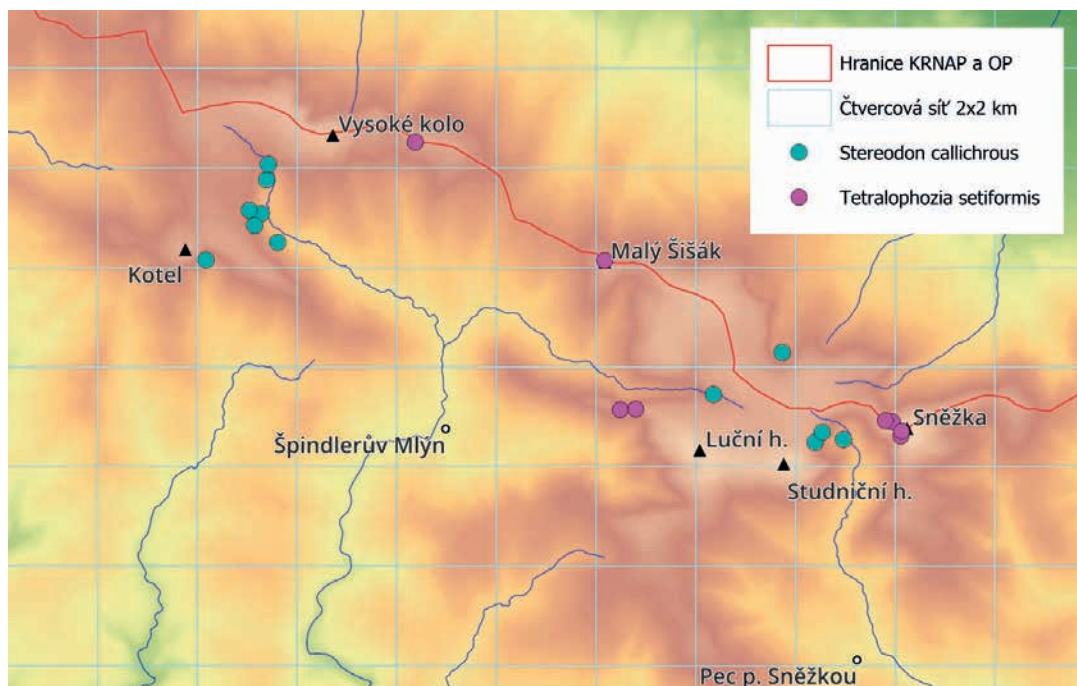 Hranice KRNAP a OP
Čtvercová síť 2x2 km
Stereodon callichrous
Tetralophozia setiformis
Vysoké kolo
Malý Šišák
Kotel
Špindlerův Mlýn
Luční h.
Sněžka
Studniční h.
Pec p. Sněžkou